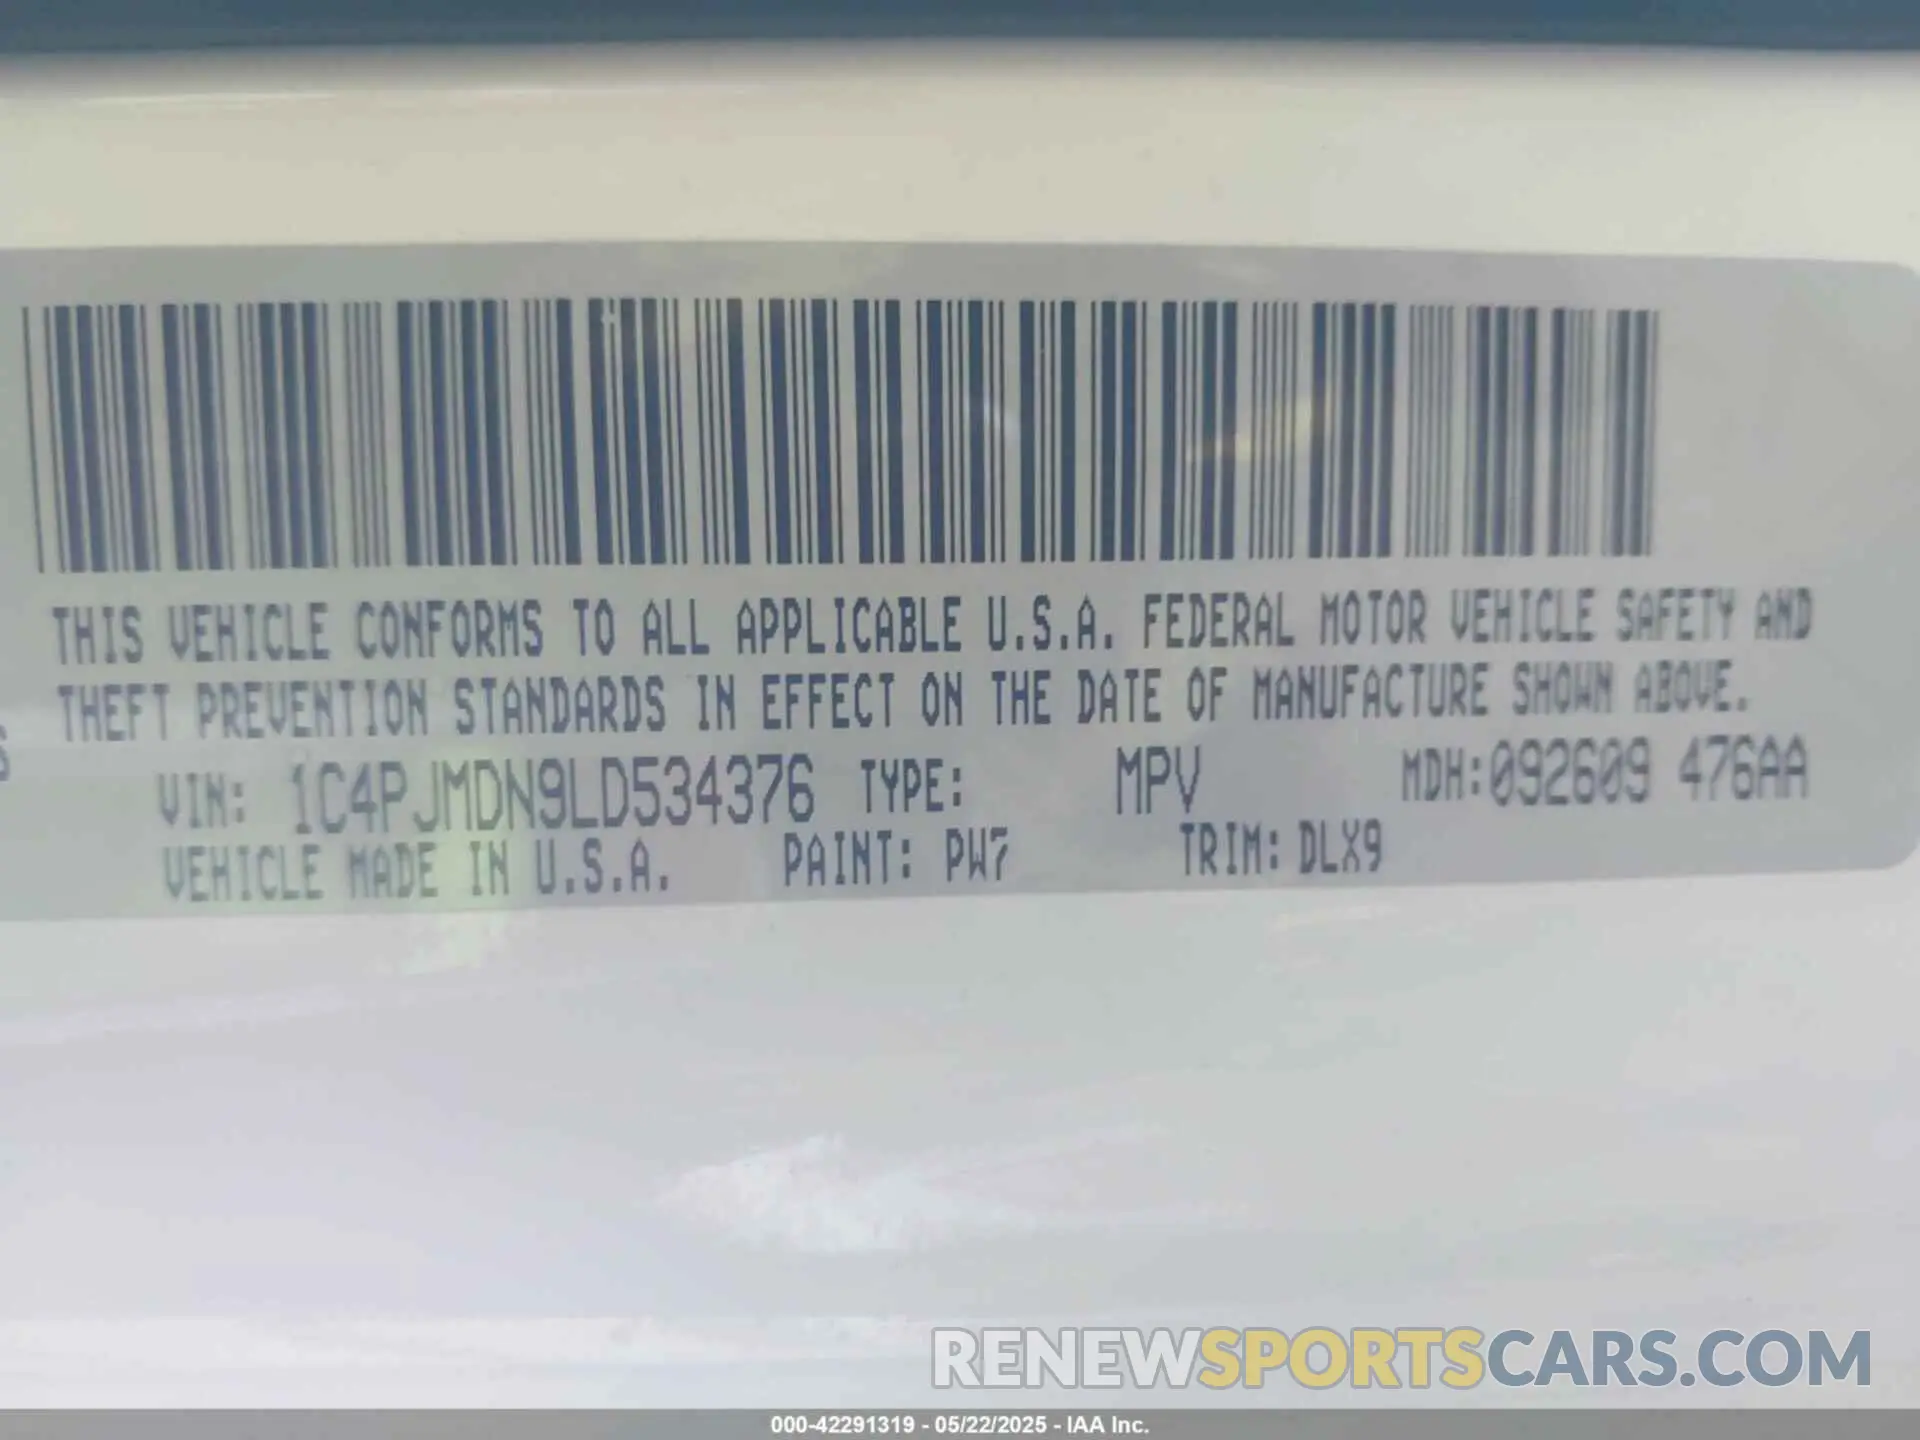 THIS VEHICLE CONFORMS TO ALL APPLICABLE U.S.A. FEDERAL MOTOR VEHICLE SAFETY AND
THEFT PREVENTION STANDARDS IN EFFECT ON THE DATE OF MANUFACTURE SHOWN ABOVE.
VIN: 1C4PJMDN9LD534376 TYPE: MPV MDH:092609 476AA
VEHICLE MADE IN U.S.A. PAINT: PW7 TRIM: DLX9
RENEWSPORTSCARS.COM
000-42291319 - 05/22/2025 - IAA Inc.